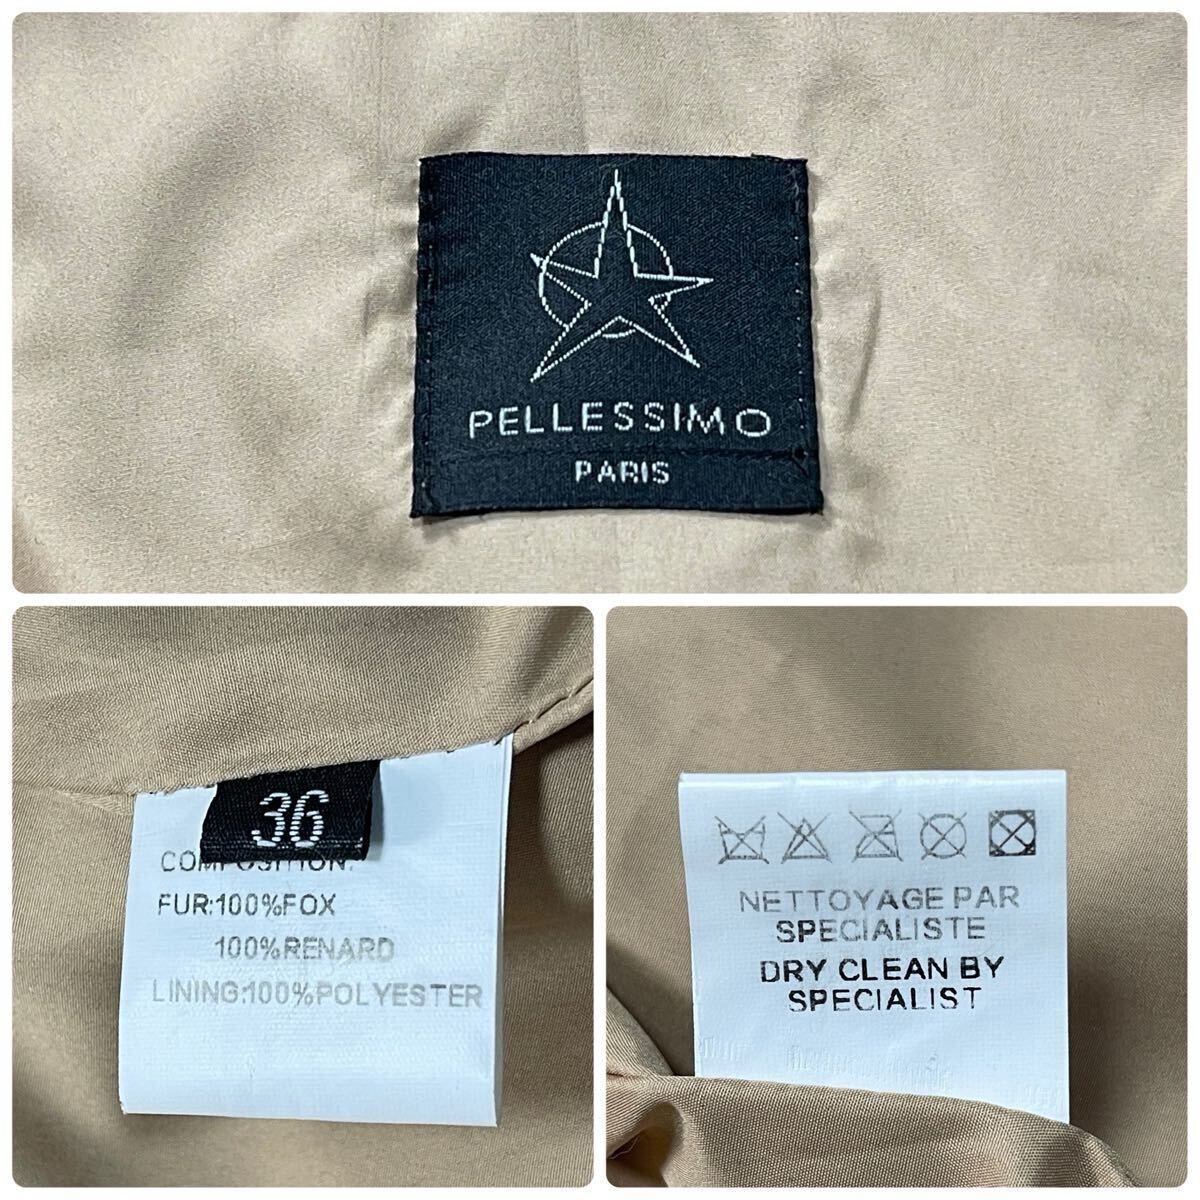 PELLESSIMO
PARIS
36
COMPOSITION:
FUR:100%FOX
100%RENARD
LINING:100%POLYESTER
NETTOYAGE PAR
SPECIALISTE
DRY CLEAN BY
SPECIALIST